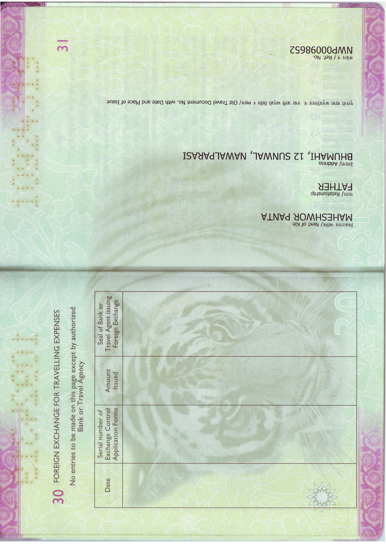 30 FOREIGN EXCHANGE FOR TRAVELLING EXPENSES
No entries to be made on this page except by authorized
Bank or Travel Agency
Date
Serial number of
Exchange Control
Application Forms
Amount
Issued
Seal of Bank or
Travel Agent Issuing
Foreign Exchange
Next of Kin
MAHESHWOR PANTA
Relationship
FATHER
Address
BHUMAHI, 12 SUNWAL, NAWALPARASI
Old Travel Document No. with Date and Place of Issue
Ref. No.
NWP00098652
31